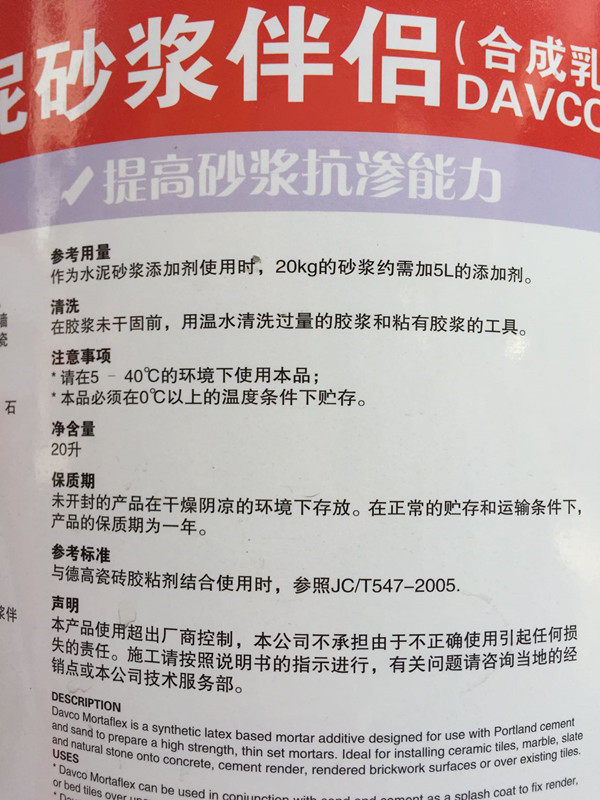 泥砂浆伴侣(合成乳
DAVCO
提高砂浆抗渗能力
参考用量
作为水泥砂浆添加剂使用时，20kg的砂浆约需加5L的添加剂。
清洗
在胶浆未干固前，用温水清洗过量的胶浆和粘有胶浆的工具。
墙
瓷
注意事项
* 请在5 - 40℃的环境下使用本品；
* 本品必须在0℃以上的温度条件下贮存。
石
净含量
20升
保质期
未开封的产品在干燥阴凉的环境下存放。在正常的贮存和运输条件下，
产品的保质期为一年。
参考标准
与德高瓷砖胶粘剂结合使用时，参照JC/T547-2005.
浆伴
声明
本产品使用超出厂商控制，本公司不承担由于不正确使用引起任何损
失的责任。施工请按照说明书的指示进行，有关问题请咨询当地的经
销点或本公司技术服务部。
DESCRIPTION
Davco Mortaflex is a synthetic latex based mortar additive designed for use with Portland cement
and sand to prepare a high strength, thin set mortars. Ideal for installing ceramic tiles, marble, slate
and natural stone onto concrete, cement render, rendered brickwork surfaces or over existing tiles.
USES
* Davco Mortaflex can be used in conjunction with sand and cement as a splash coat to fix render,
or bed tiles over